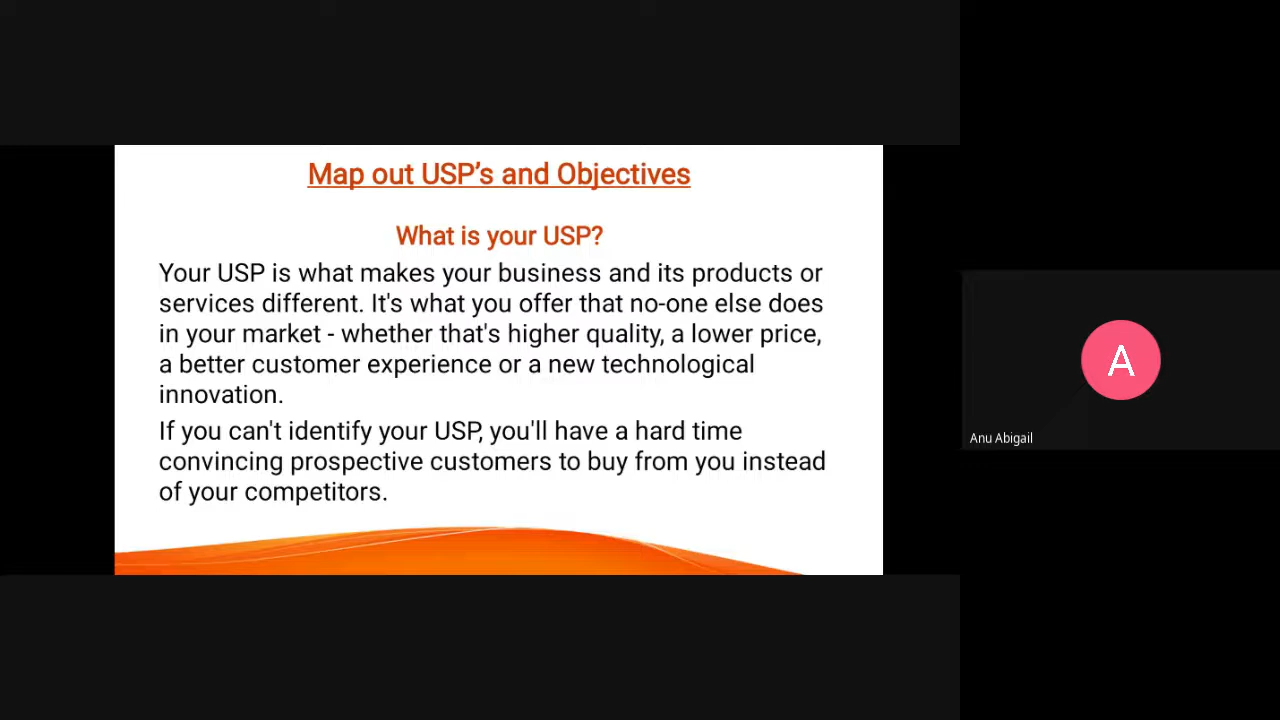 Map out USP’s and Objectives
What is your USP?
Your USP is what makes your business and its products or
services different. It's what you offer that no-one else does
in your market - whether that's higher quality, a lower price,
a better customer experience or a new technological
innovation.
If you can't identify your USP, you'll have a hard time
convincing prospective customers to buy from you instead
of your competitors.
A
Anu Abigail